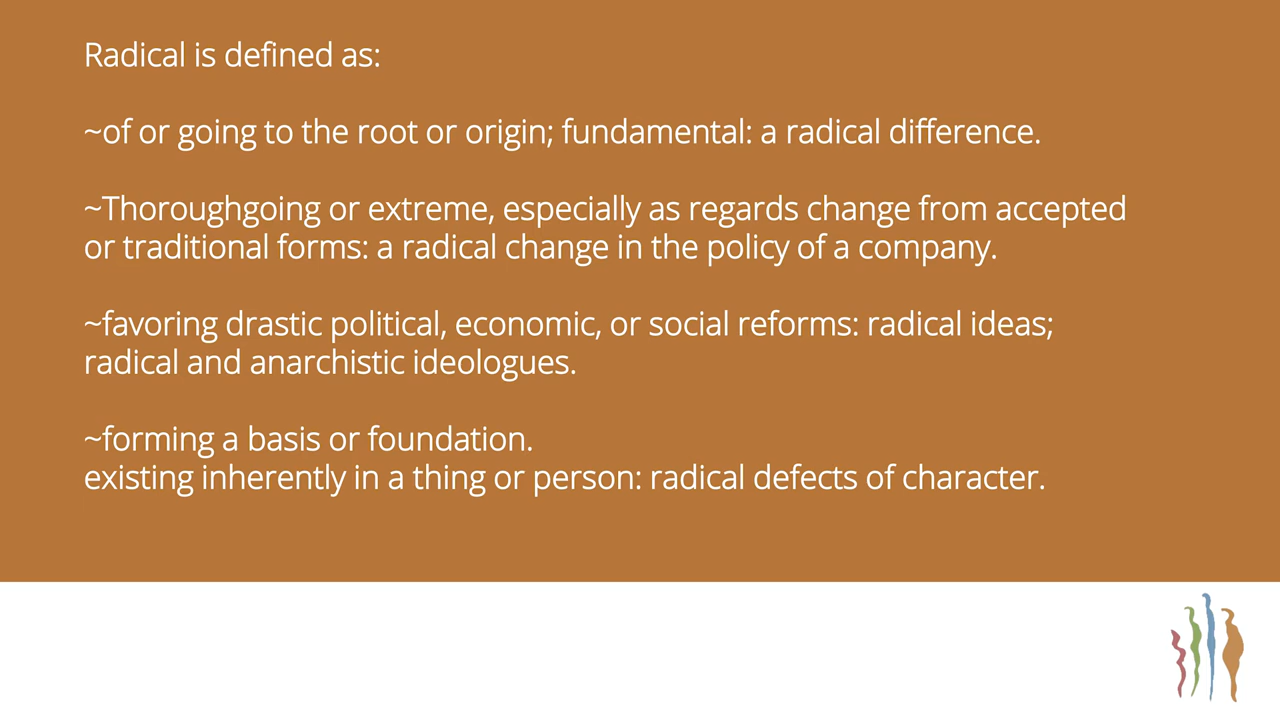 Radical is defined as:
~of or going to the root or origin; fundamental: a radical difference.
~Thoroughgoing or extreme, especially as regards change from accepted
or traditional forms: a radical change in the policy of a company.
~favoring drastic political, economic, or social reforms: radical ideas;
radical and anarchistic ideologues.
~forming a basis or foundation.
existing inherently in a thing or person: radical defects of character.